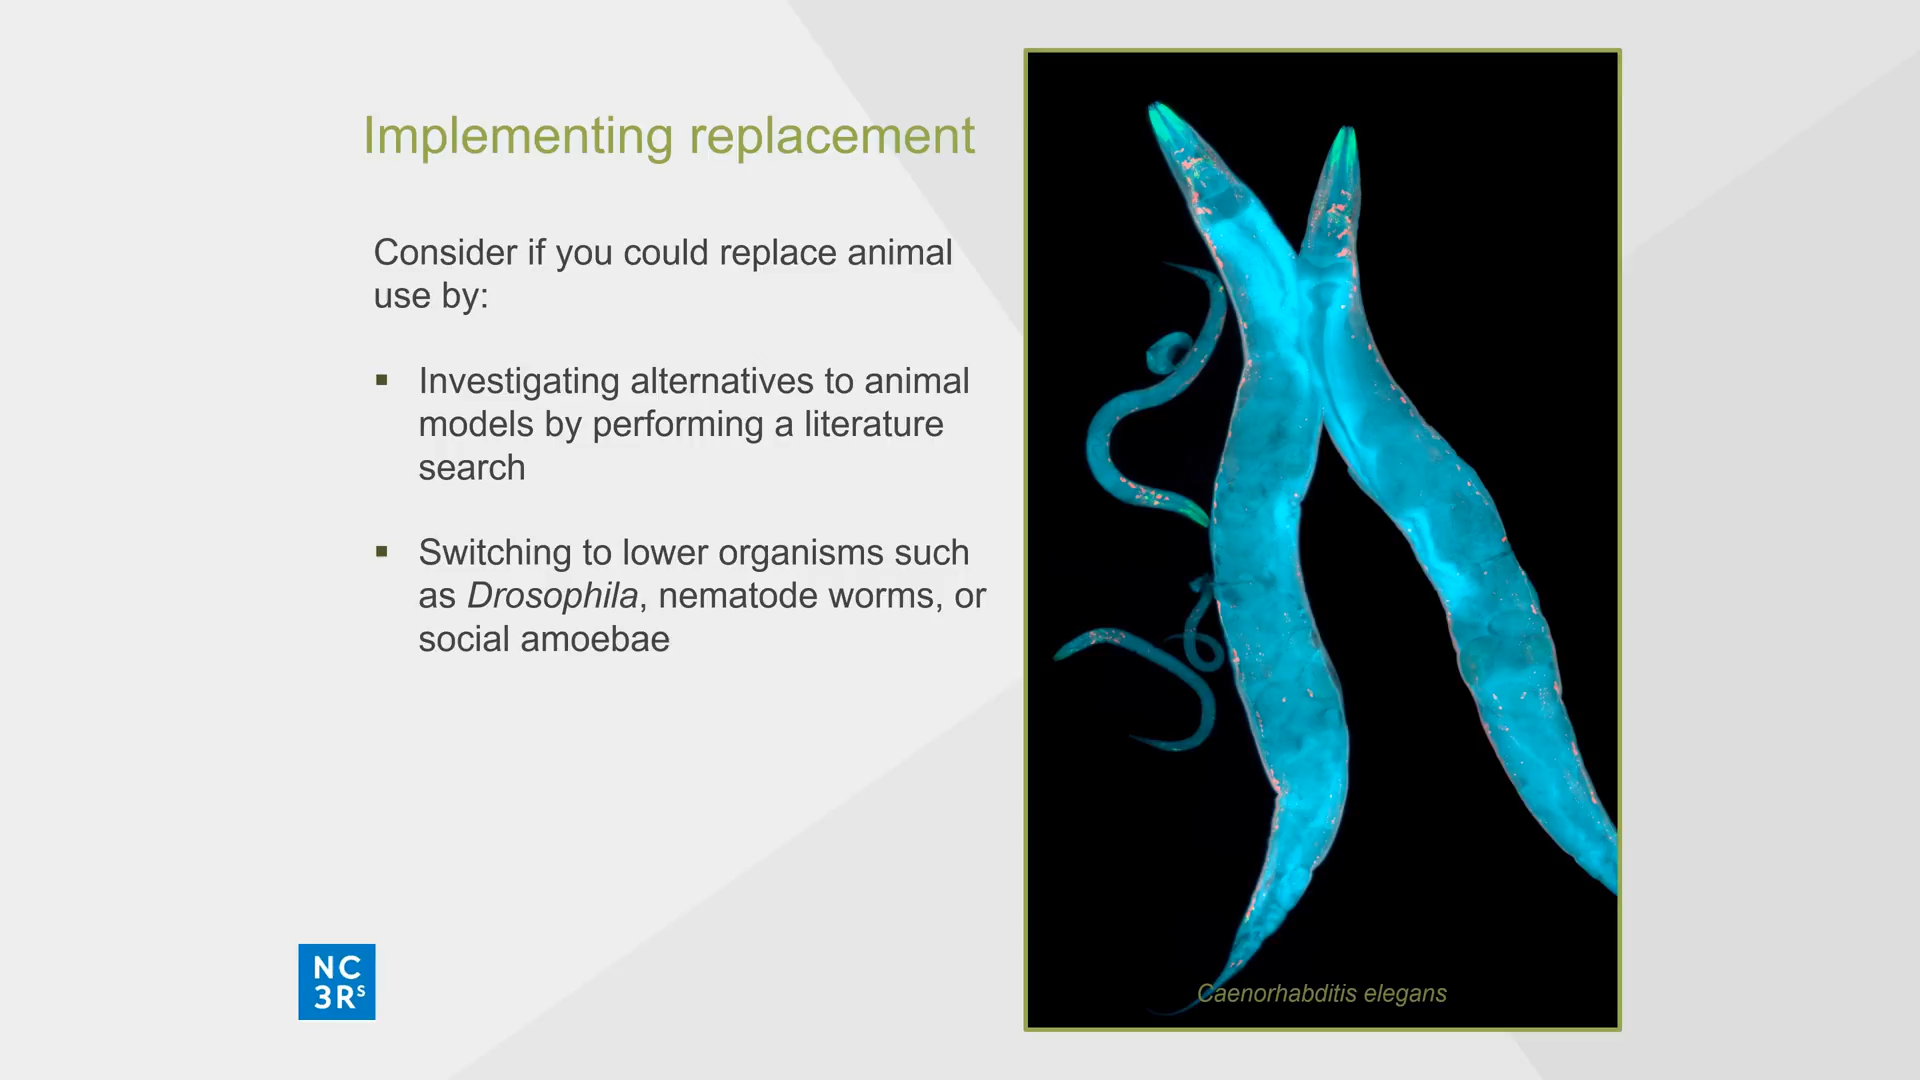 Implementing replacement
Consider if you could replace animal
use by:
▪ Investigating alternatives to animal
models by performing a literature
search
▪ Switching to lower organisms such
as Drosophila, nematode worms, or
social amoebae
Caenorhabditis elegans
NC
3Rs